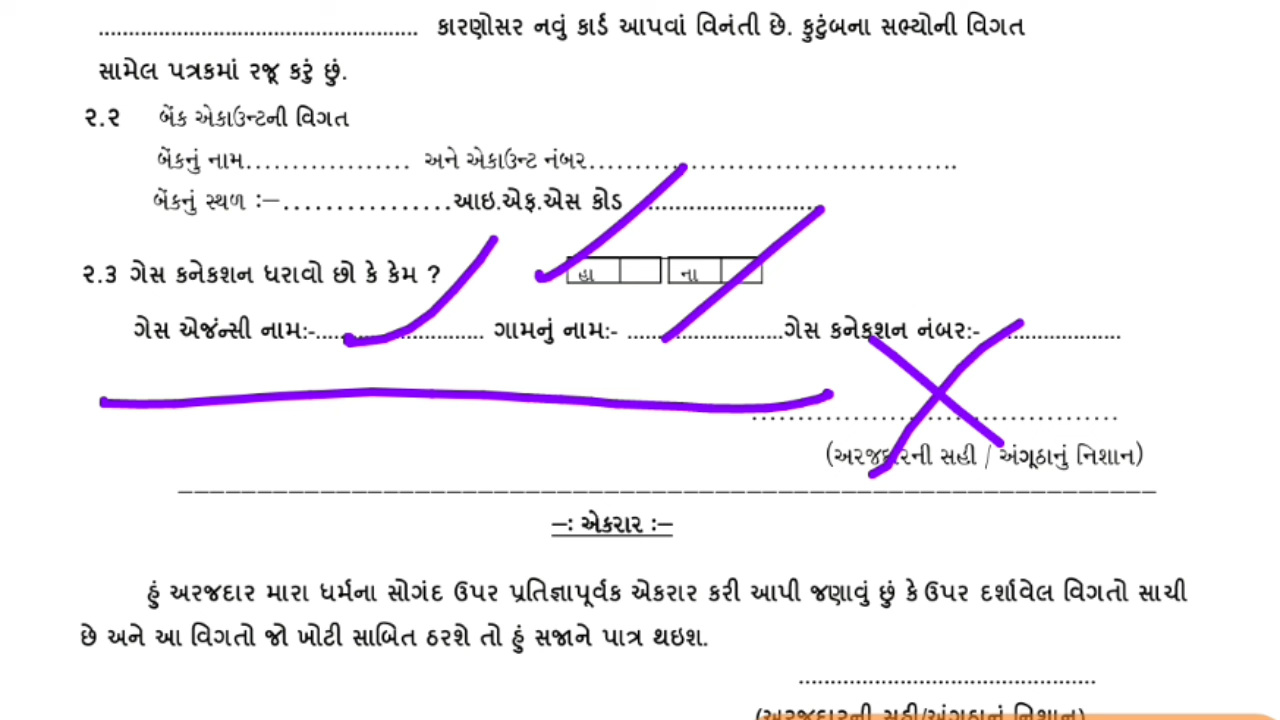 ...................................................... કારણોસર નવું કાર્ડ આપવાં વિનંતી છે. કુટુંબના સભ્યોની વિગત
સામેલ પત્રકમાં રજૂ કરું છું.
૨.૨ બેંક એકાઉન્ટની વિગત
બેંકનું નામ................. અને એકાઉન્ટ નંબર......................................
બેંકનું સ્થળ :–................આઇ.એફ.એસ કોડ .............................
૨.૩ ગેસ કનેકશન ધરાવો છો કે કેમ ? હા ના
ગેસ એજંન્સી નામ:-............................ ગામનું નામ:- ..........................ગેસ કનેકશન નંબર:- .......................
......................................
(અરજદારની સહી / અંગૂઠાનું નિશાન)
–: એકરાર :–
હું અરજદાર મારા ધર્મના સોગંદ ઉપર પ્રતિજ્ઞાપૂર્વક એકરાર કરી આપી જણાવું છું કે ઉપર દર્શાવેલ વિગતો સાચી
છે અને આ વિગતો જો ખોટી સાબિત ઠરશે તો હું સજાને પાત્ર થઇશ.
..................................................
(અરજદારની સહી/અંગૂઠાનું નિશાન)